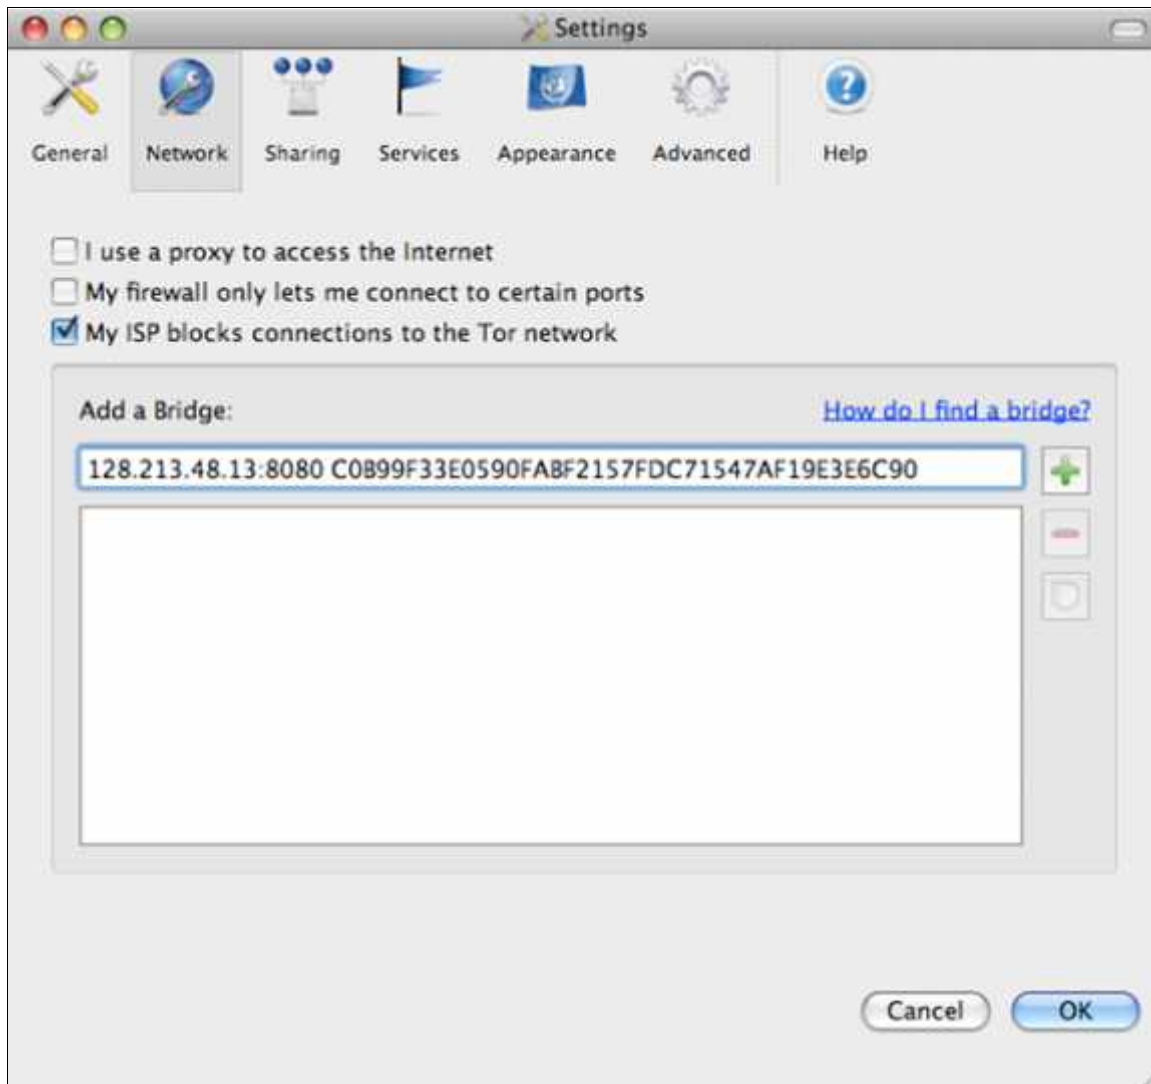 Settings
General
Network
Sharing
Services
Appearance
Advanced
Help
I use a proxy to access the Internet
My firewall only lets me connect to certain ports
My ISP blocks connections to the Tor network
Add a Bridge:
How do I find a bridge?
128.213.48.13:8080 C0B99F33E0590FABF2157FDC71547AF19E3E6C90
Cancel
OK